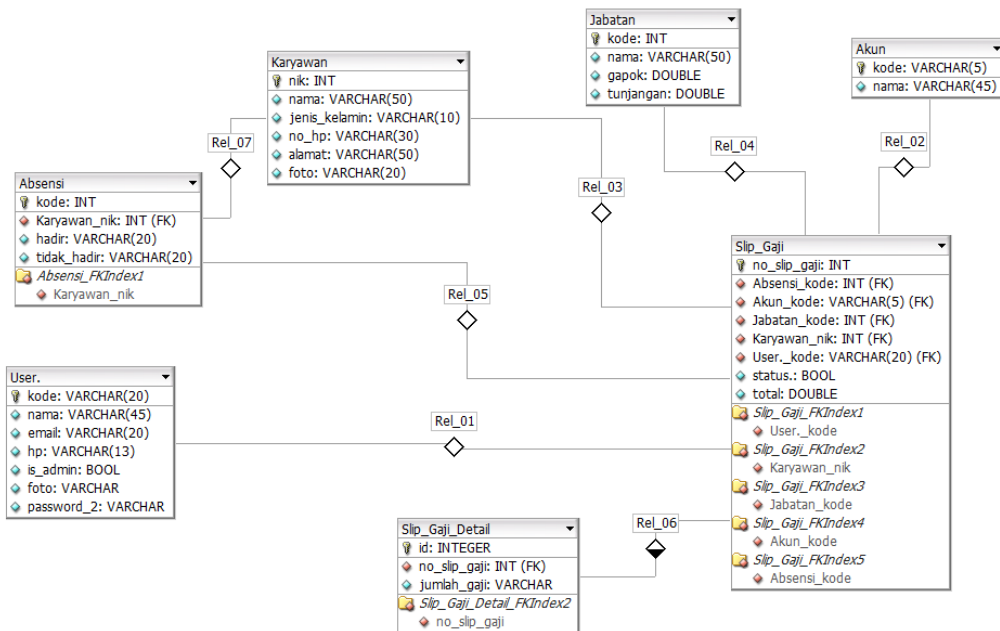 Jabatan
kode: INT
nama: VARCHAR(50)
gapok: DOUBLE
tunjangan: DOUBLE
Akun
kode: VARCHAR(5)
nama: VARCHAR(45)
Karyawan
nik: INT
nama: VARCHAR(50)
jenis_kelamin: VARCHAR(10)
no_hp: VARCHAR(30)
alamat: VARCHAR(50)
foto: VARCHAR(20)
Rel_07
Rel_04
Rel_02
Rel_03
Absensi
kode: INT
Karyawan_nik: INT (FK)
hadir: VARCHAR(20)
tidak_hadir: VARCHAR(20)
Absensi_FKIndex1
Karyawan_nik
Rel_05
Slip_Gaji
no_slip_gaji: INT
Absensi_kode: INT (FK)
Akun_kode: VARCHAR(5) (FK)
Jabatan_kode: INT (FK)
Karyawan_nik: INT (FK)
User._kode: VARCHAR(20) (FK)
status.: BOOL
total: DOUBLE
Slip_Gaji_FKIndex1
User._kode
Slip_Gaji_FKIndex2
Karyawan_nik
Slip_Gaji_FKIndex3
Jabatan_kode
Slip_Gaji_FKIndex4
Akun_kode
Slip_Gaji_FKIndex5
Absensi_kode
User.
kode: VARCHAR(20)
nama: VARCHAR(45)
email: VARCHAR(20)
hp: VARCHAR(13)
is_admin: BOOL
foto: VARCHAR
password_2: VARCHAR
Rel_01
Rel_06
Slip_Gaji_Detail
id: INTEGER
no_slip_gaji: INT (FK)
jumlah_gaji: VARCHAR
Slip_Gaji_Detail_FKIndex2
no_slip_gaji